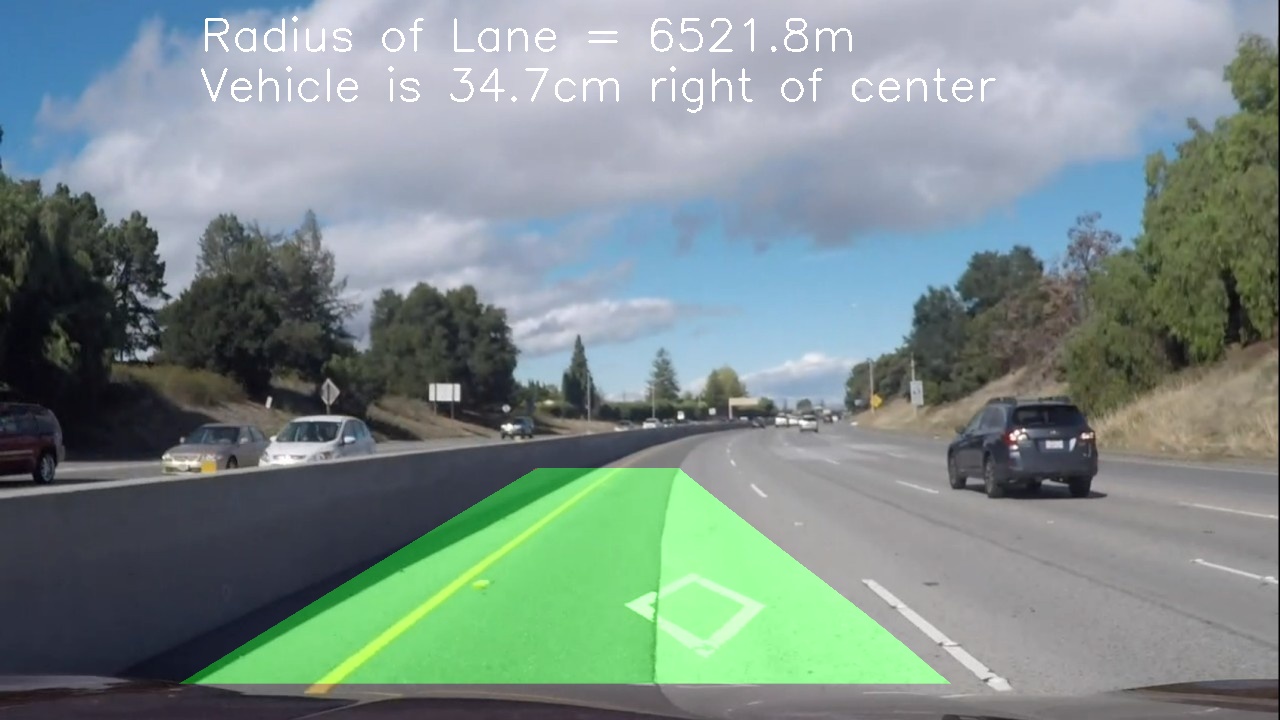 Radius of Lane = 6521.8m
Vehicle is 34.7cm right of center